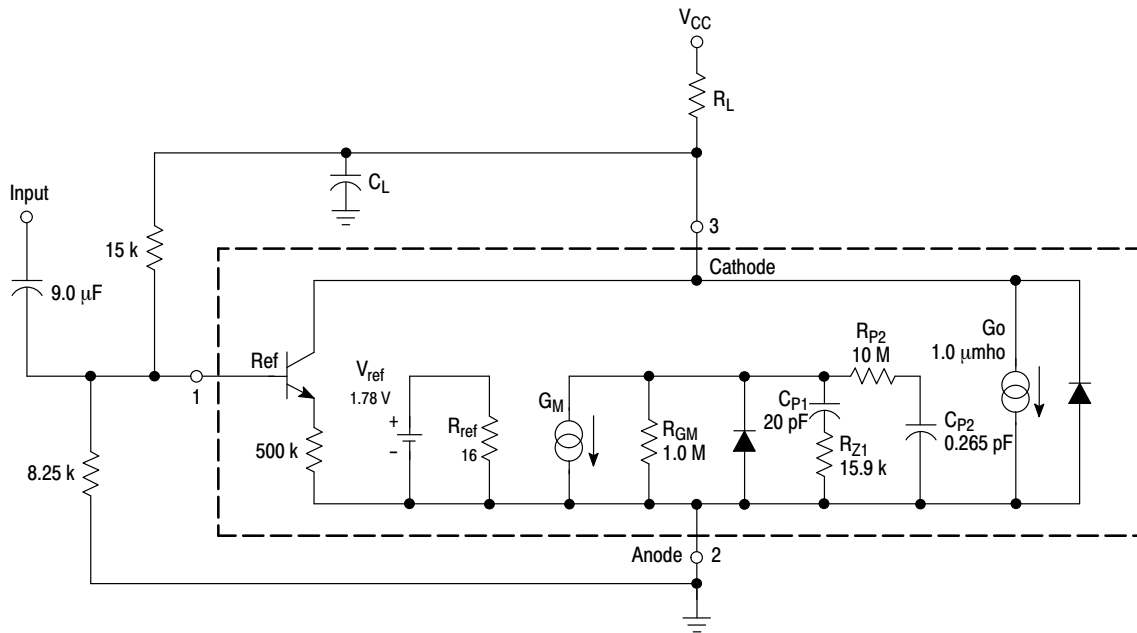 VCC
RL
Input
CL
15 k
3
Cathode
9.0 μF
Go
1.0 μmho
RP2
10 M
Ref
Vref
1.78 V
1
GM
CP1
20 pF
CP2
0.265 pF
+
–
Rref
16
RGM
1.0 M
500 k
RZ1
15.9 k
8.25 k
Anode
2